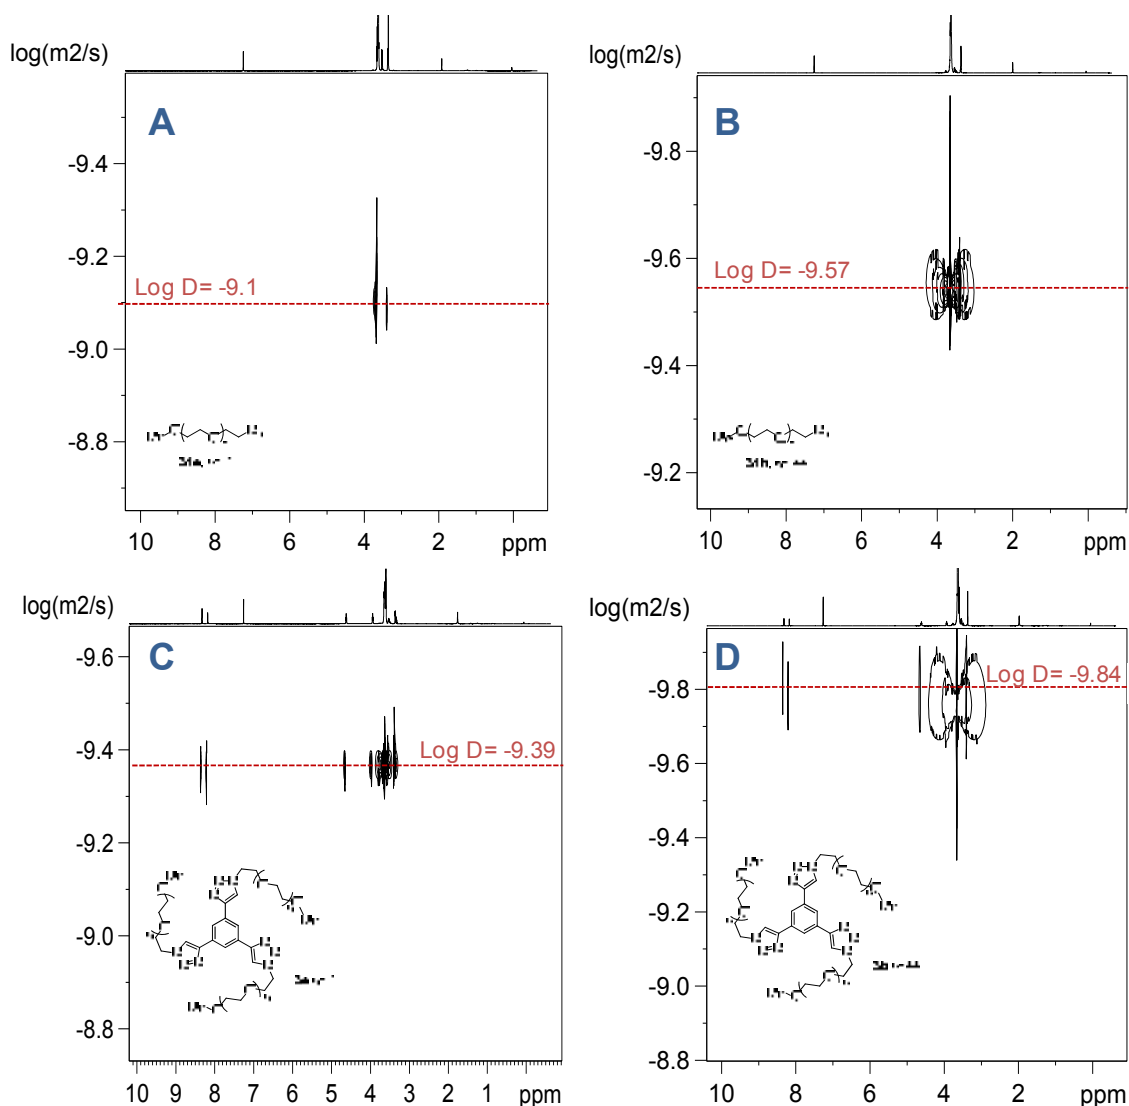 log(m2/s)
A
-9.4
-9.2
Log D= -9.1
-9.0
-8.8
10 8 6 4 2 ppm
log(m2/s)
B
-9.8
-9.6
Log D= -9.57
-9.4
-9.2
10 8 6 4 2 ppm
log(m2/s)
C
-9.6
-9.4
Log D= -9.39
-9.2
-9.0
-8.8
10 9 8 7 6 5 4 3 2 1 ppm
log(m2/s)
D
-9.8
Log D= -9.84
-9.6
-9.4
-9.2
-9.0
-8.8
10 8 6 4 2 ppm